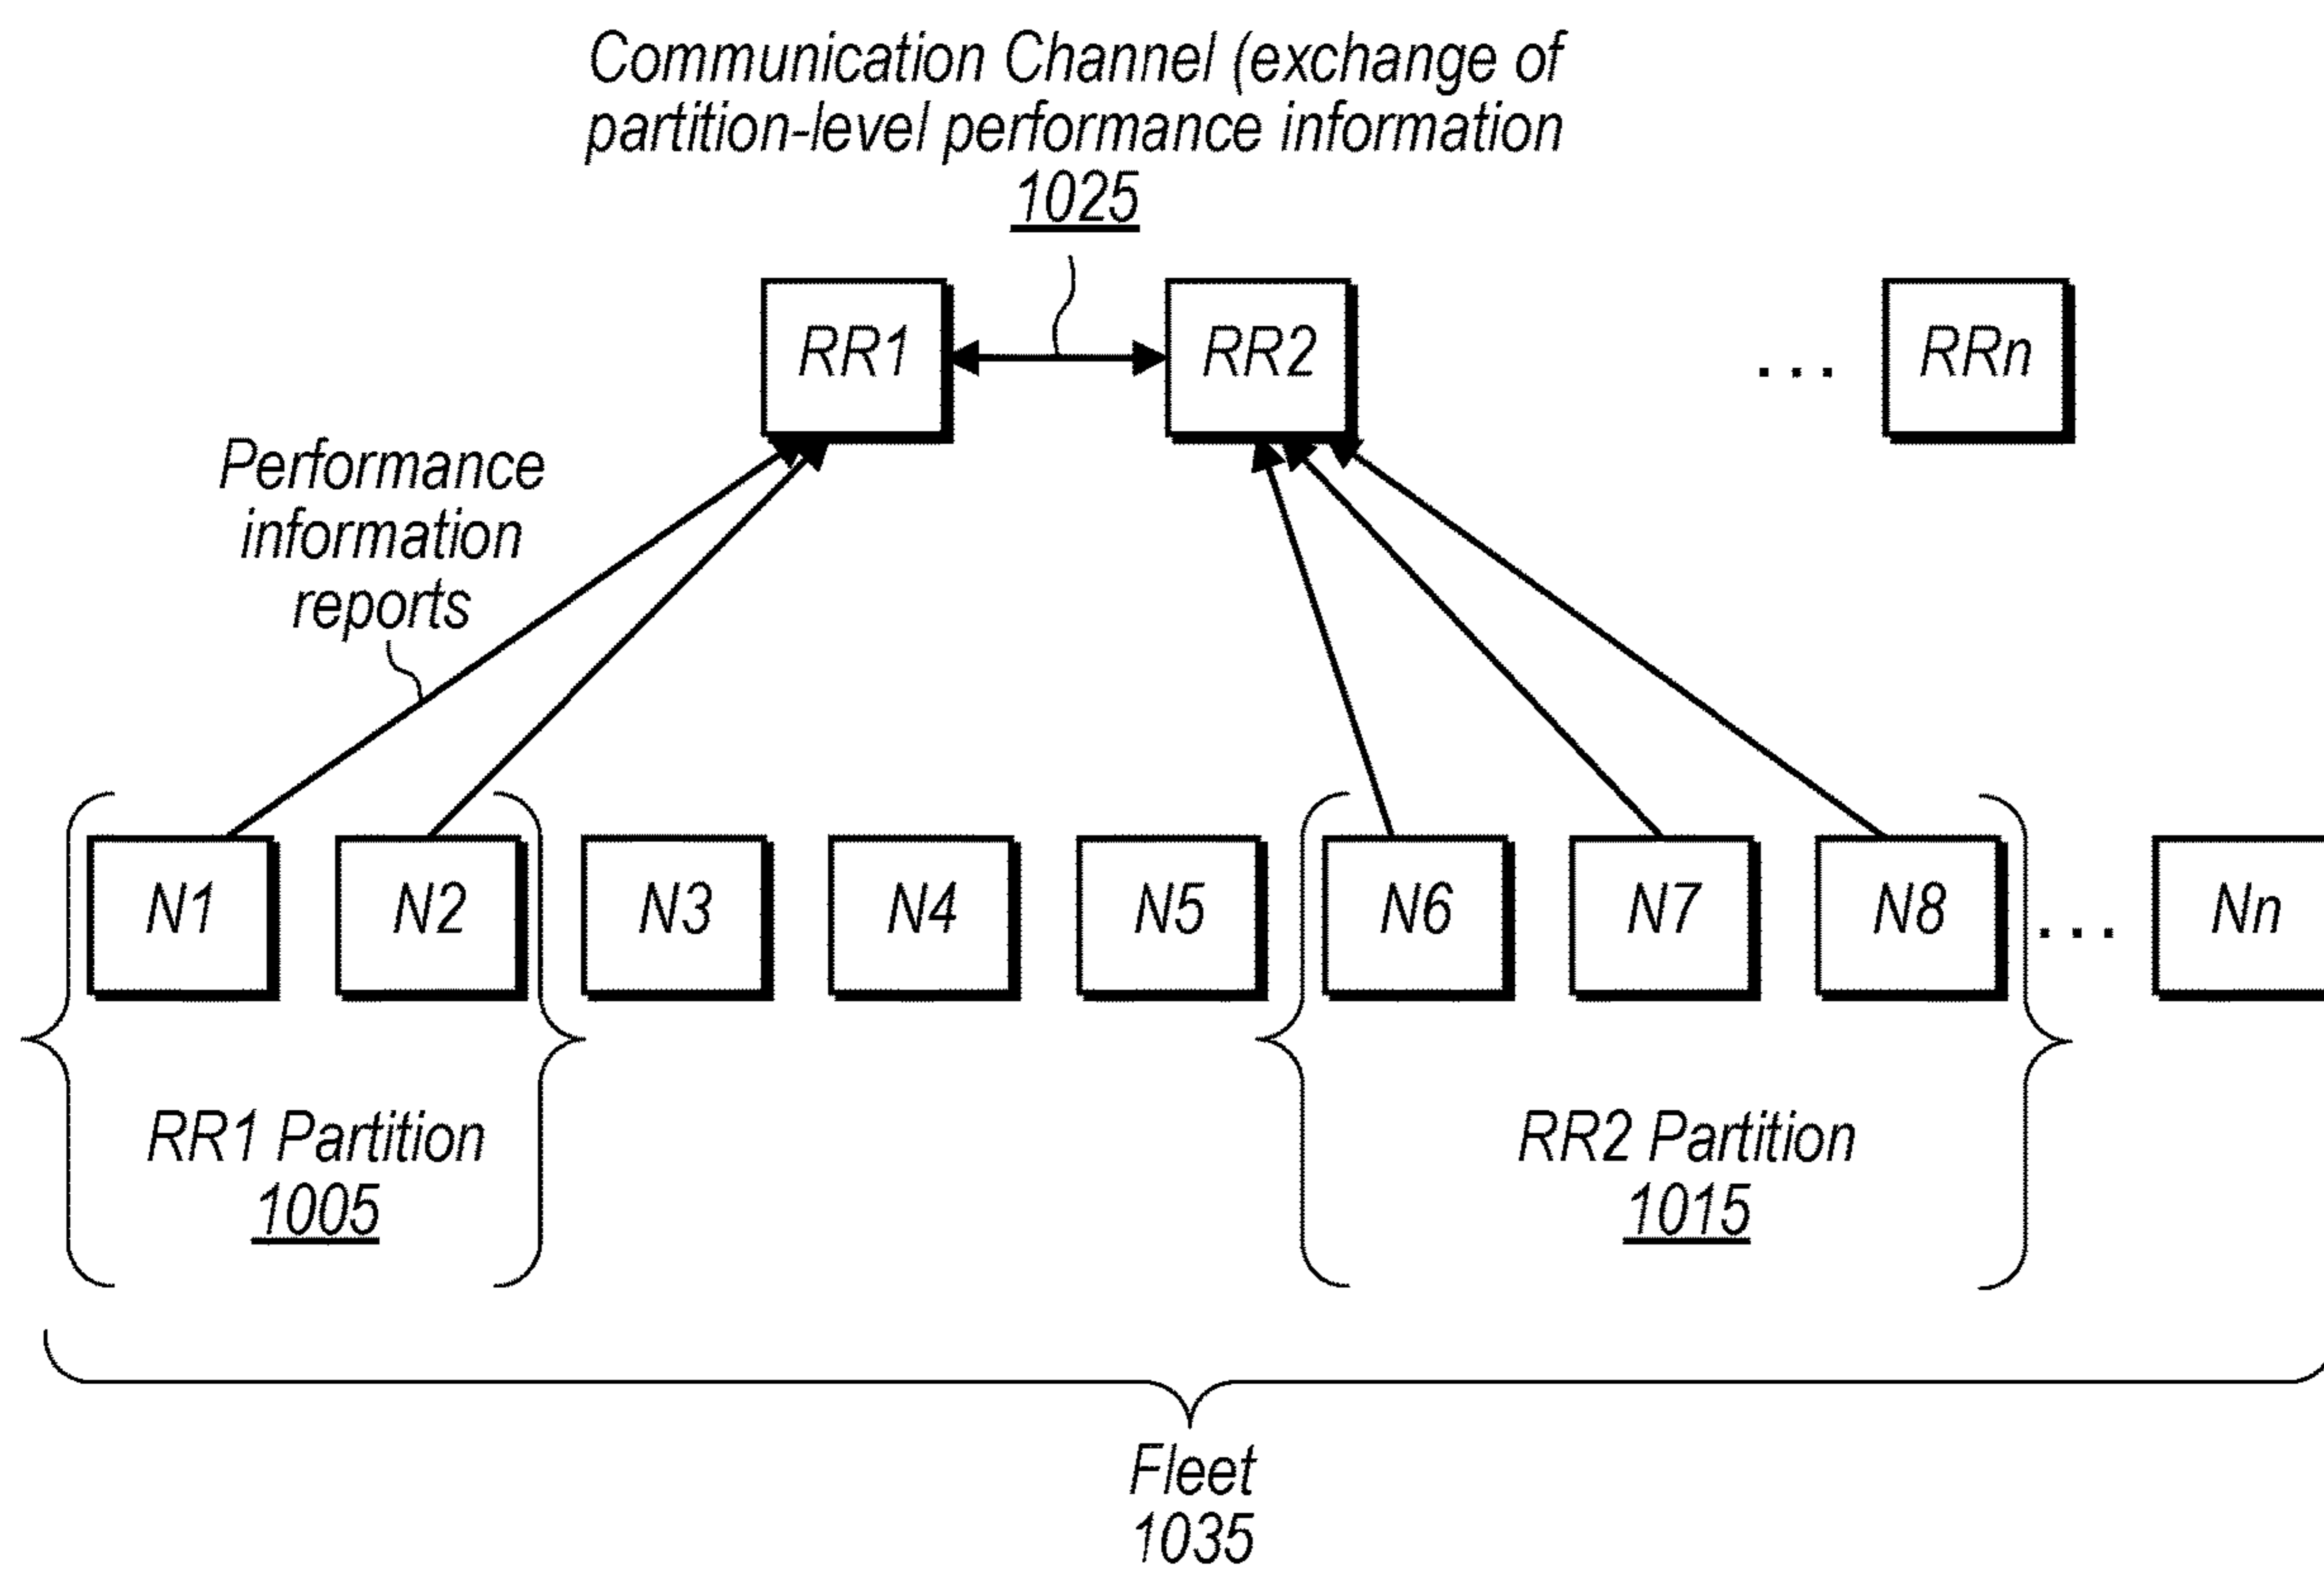 Communication Channel (exchange of
partition-level performance information
1025
RR1
RR2
... RRn
Performance
information
reports
N1
N2
N3
N4
N5
N6
N7
N8
... Nn
RR1 Partition
1005
RR2 Partition
1015
Fleet
1035